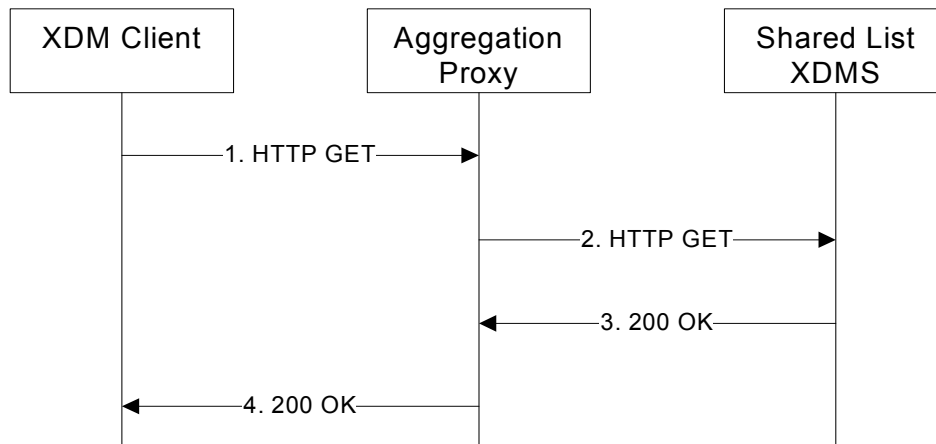 XDM Client
Aggregation
Proxy
Shared List
XDMS
1. HTTP GET
2. HTTP GET
3. 200 OK
4. 200 OK